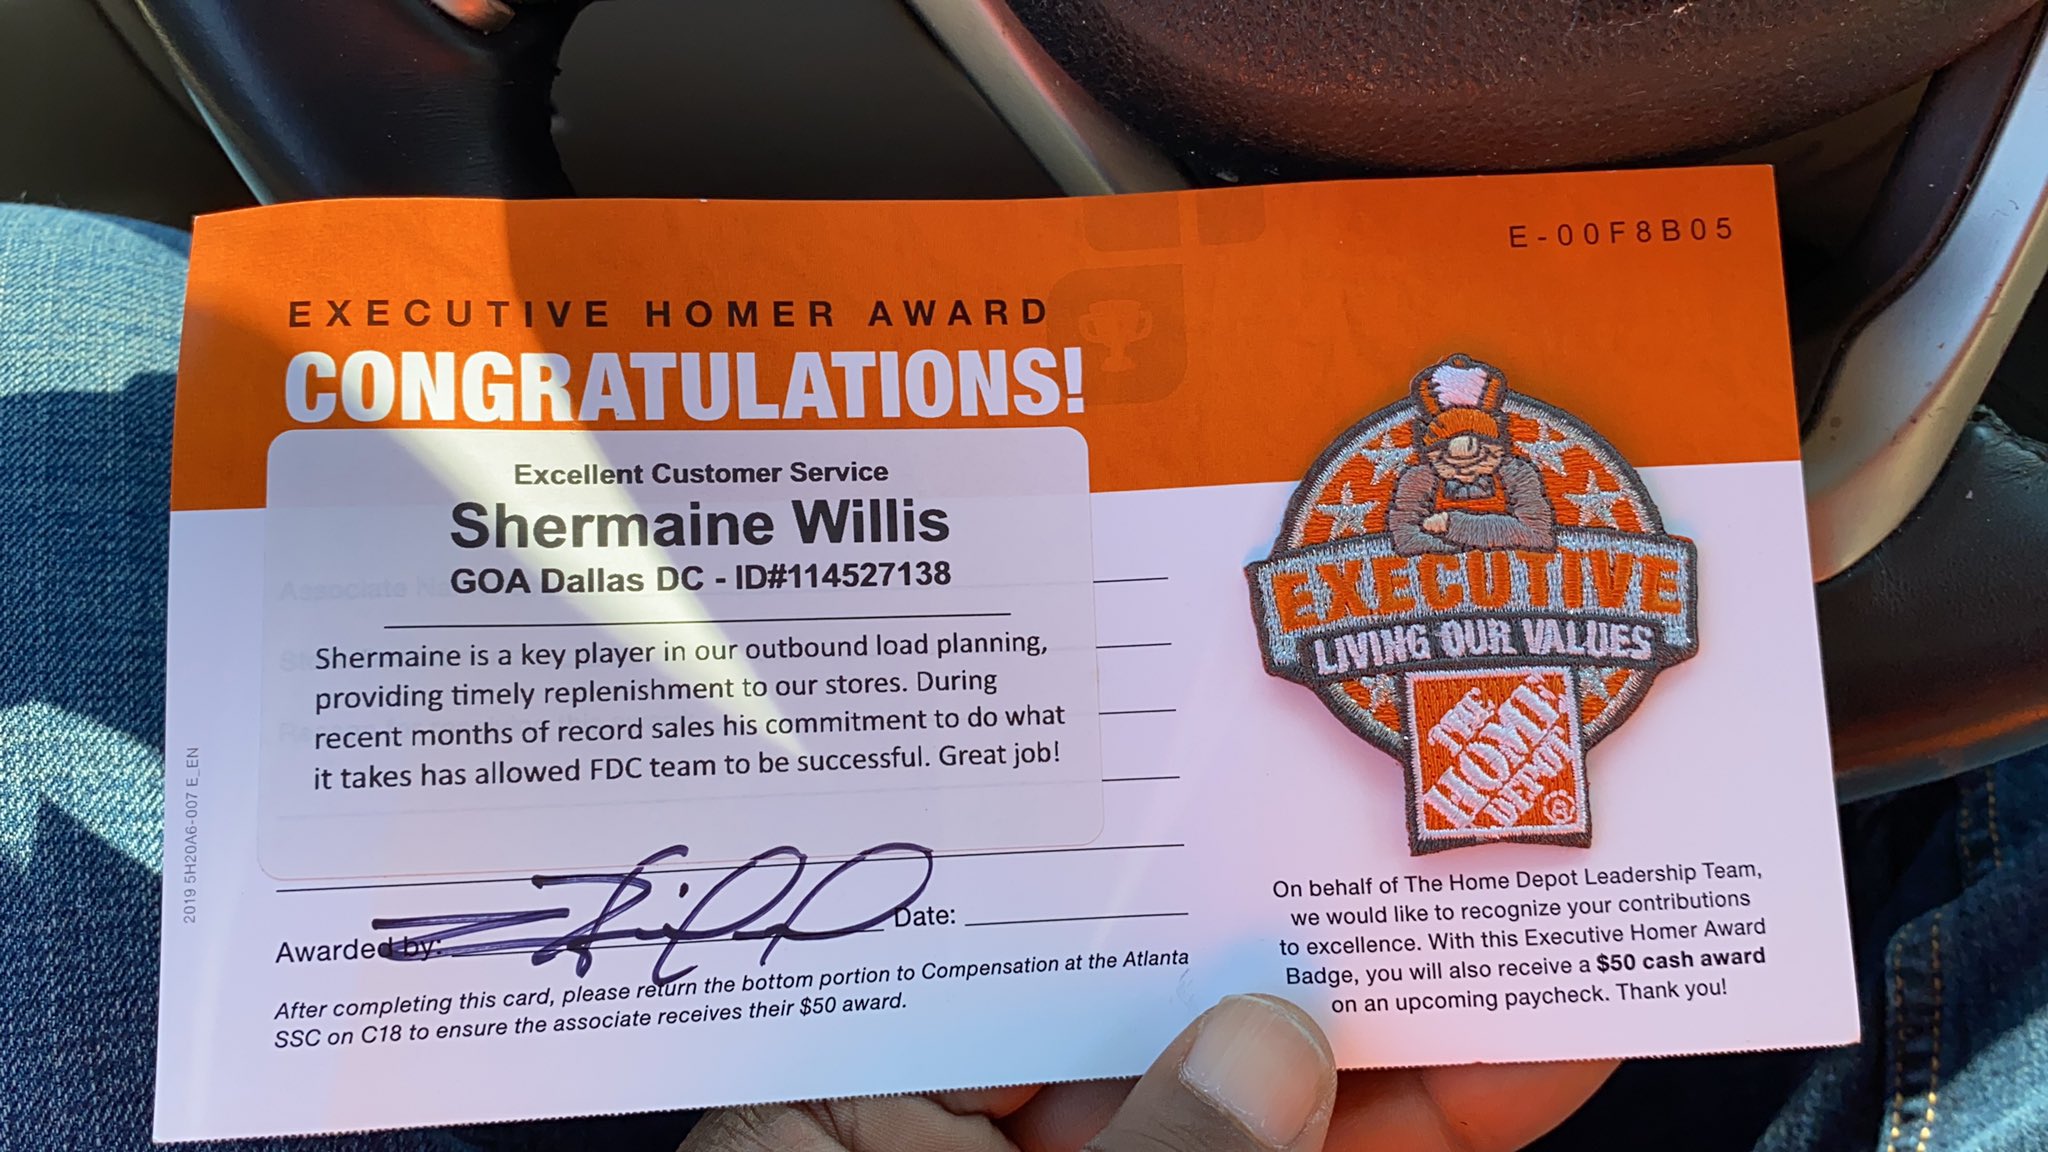 E-00F8B05
EXECUTIVE HOMER AWARD
CONGRATULATIONS!
Excellent Customer Service
Shermaine Willis
GOA Dallas DC - ID#114527138
Shermaine is a key player in our outbound load planning,
providing timely replenishment to our stores. During
recent months of record sales his commitment to do what
it takes has allowed FDC team to be successful. Great job!
Awarded by:
Date:
After completing this card, please return the bottom portion to Compensation at the Atlanta
SSC on C18 to ensure the associate receives their $50 award.
2019 5H20A6-007 E_EN
EXECUTIVE
LIVING OUR VALUES
THE
HOME
DEPOT
®
On behalf of The Home Depot Leadership Team,
we would like to recognize your contributions
to excellence. With this Executive Homer Award
Badge, you will also receive a $50 cash award
on an upcoming paycheck. Thank you!